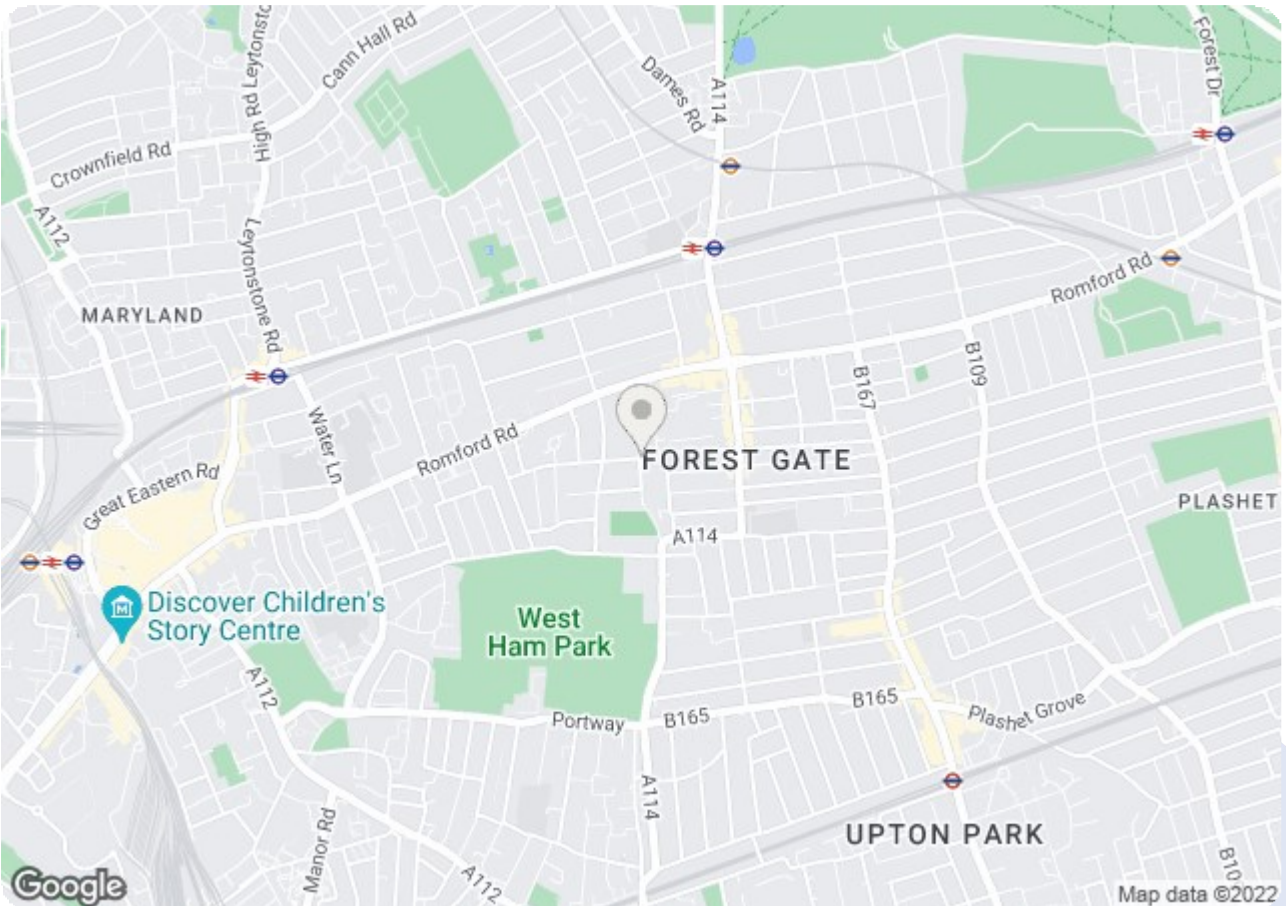 High Rd Leytonsto
Cann Hall Rd
Dames Rd
A114
Forest Dr
Crownfield Rd
A112
Leytonstone Rd
MARYLAND
Romford Rd
B109
B167
Water Ln
Romford Rd
FOREST GATE
Great Eastern Rd
PLASHET
A114
Discover Children's
Story Centre
West
Ham Park
A112
Portway
B165
B165
Plashet Grove
A114
UPTON PARK
Manor Rd
A112
B10
Google
Map data ©2022